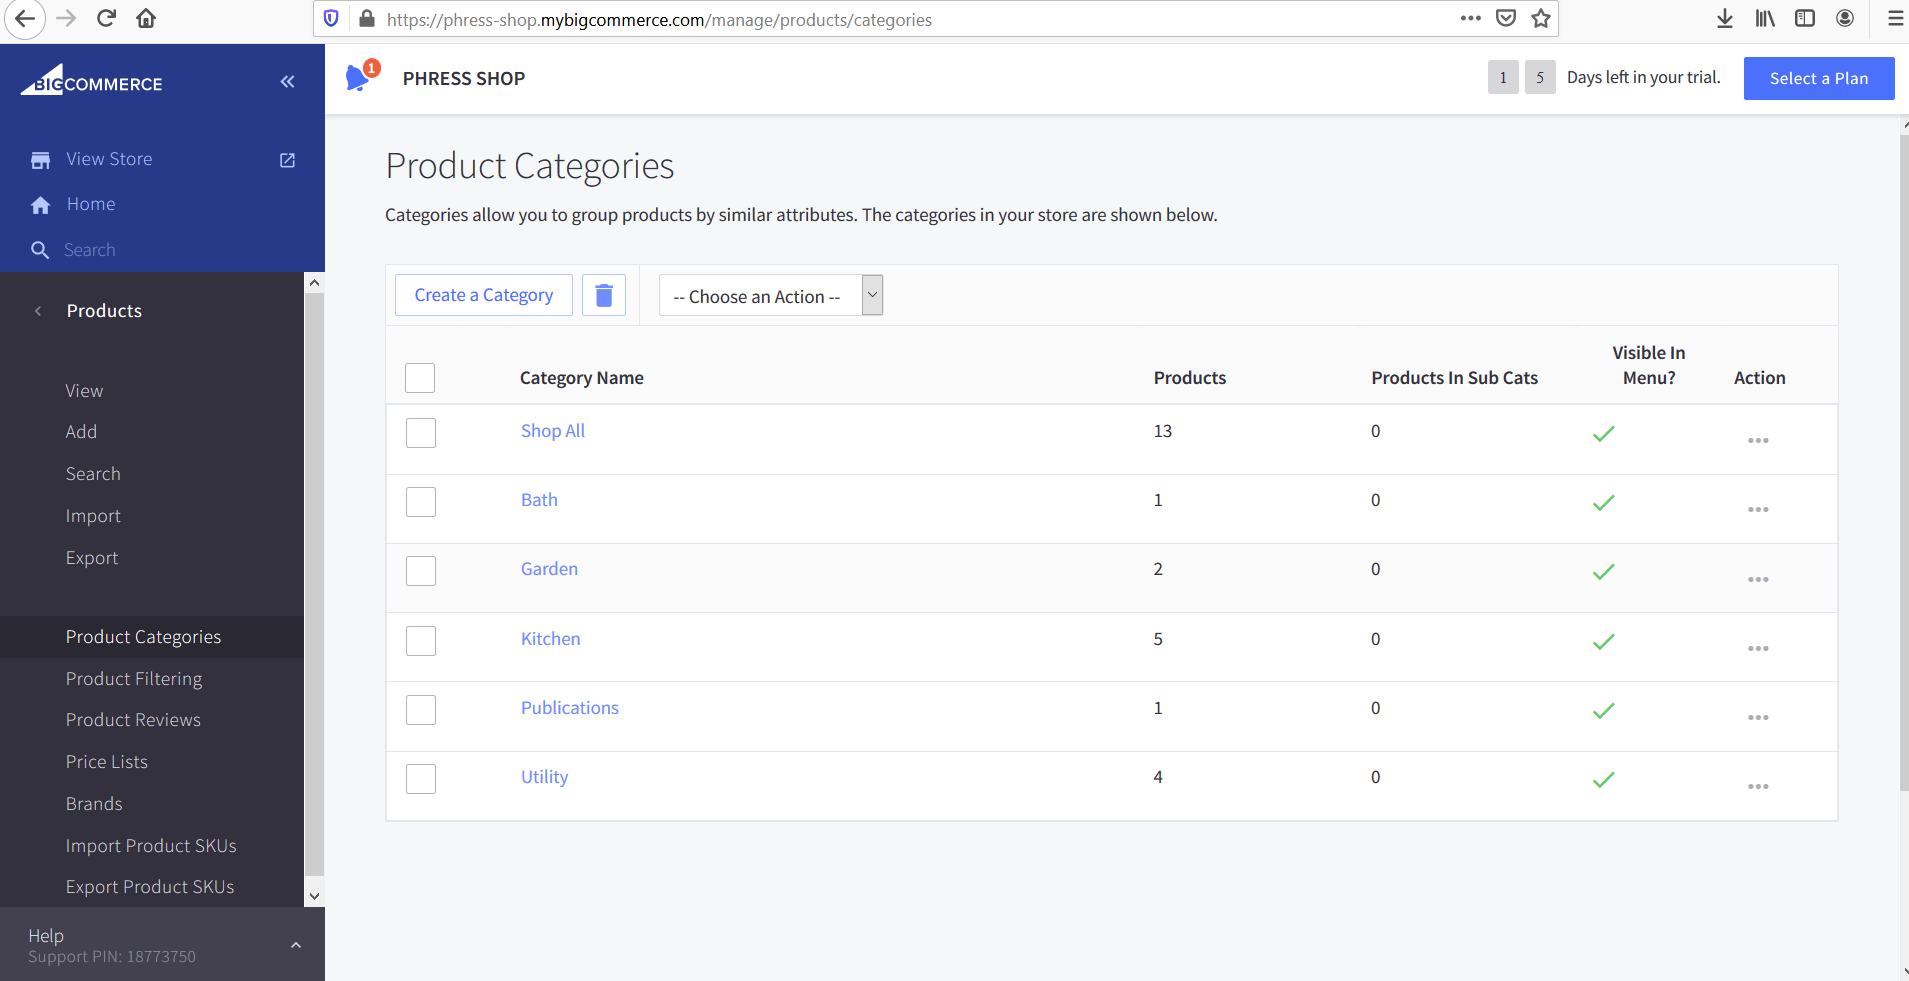 https://phress-shop.mybigcommerce.com/manage/products/categories
BIGCOMMERCE
1
PHRESS SHOP
1 5 Days left in your trial.
Select a Plan
View Store
Home
Search
Products
View
Add
Search
Import
Export
Product Categories
Product Filtering
Product Reviews
Price Lists
Brands
Import Product SKUs
Export Product SKUs
Help
Support PIN: 18773750
Product Categories
Categories allow you to group products by similar attributes. The categories in your store are shown below.
Create a Category
-- Choose an Action --
Category Name Products Products In Sub Cats Visible In Menu? Action
Shop All 13 0
Bath 1 0
Garden 2 0
Kitchen 5 0
Publications 1 0
Utility 4 0